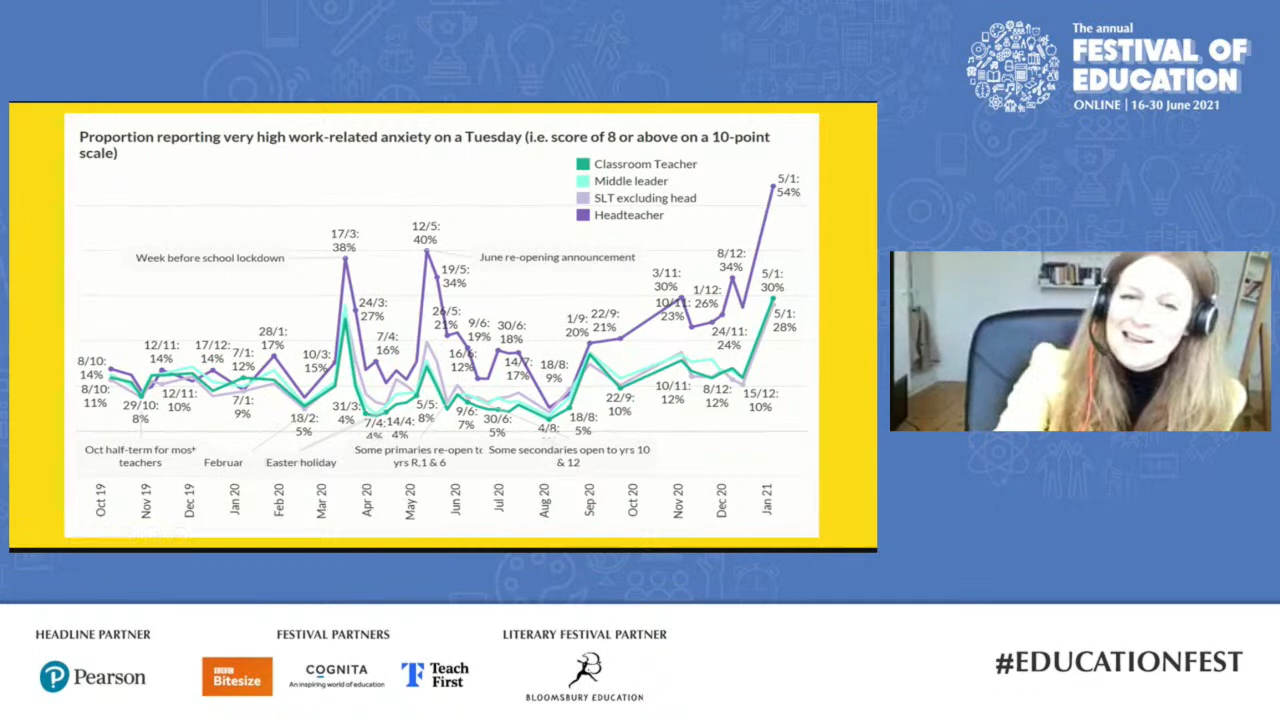 The annual
FESTIVAL OF
EDUCATION
ONLINE | 16-30 June 2021
Proportion reporting very high work-related anxiety on a Tuesday (i.e. score of 8 or above on a 10-point
scale)
Classroom Teacher
Middle leader
SLT excluding head
Headteacher
5/1:
54%
17/3:
38%
12/5:
40%
Week before school lockdown
June re-opening announcement
8/12:
34%
19/5:
34%
3/11:
30%
5/1:
30%
1/12:
26%
24/3:
27%
10/11:
23%
26/5:
21%
9/6:
19%
30/6:
18%
1/9:
20%
22/9:
21%
5/1:
28%
28/1:
17%
12/11:
14%
17/12:
14%
7/1:
12%
10/3:
15%
7/4:
16%
16/6:
12%
14/7:
17%
18/8:
9%
24/11:
24%
8/10:
14%
8/10:
11%
29/10:
8%
12/11:
10%
7/1:
9%
18/2:
5%
31/3:
4%
7/4:
4%
14/4:
4%
5/5:
8%
9/6:
7%
30/6:
5%
4/8:
18/8:
5%
22/9:
10%
10/11:
12%
8/12:
12%
15/12:
10%
Oct half-term for most
teachers
Februar
Easter holiday
Some primaries re-open to
yrs R,1 & 6
Some secondaries open to yrs 10
& 12
Oct 19
Nov 19
Dec 19
Jan 20
Feb 20
Mar 20
Apr 20
May 20
Jun 20
Jul 20
Aug 20
Sep 20
Oct 20
Nov 20
Dec 20
Jan 21
HEADLINE PARTNER
FESTIVAL PARTNERS
LITERARY FESTIVAL PARTNER
Pearson
BBC
Bitesize
COGNITA
An inspiring world of education
Teach
First
BLOOMSBURY EDUCATION
#EDUCATIONFEST